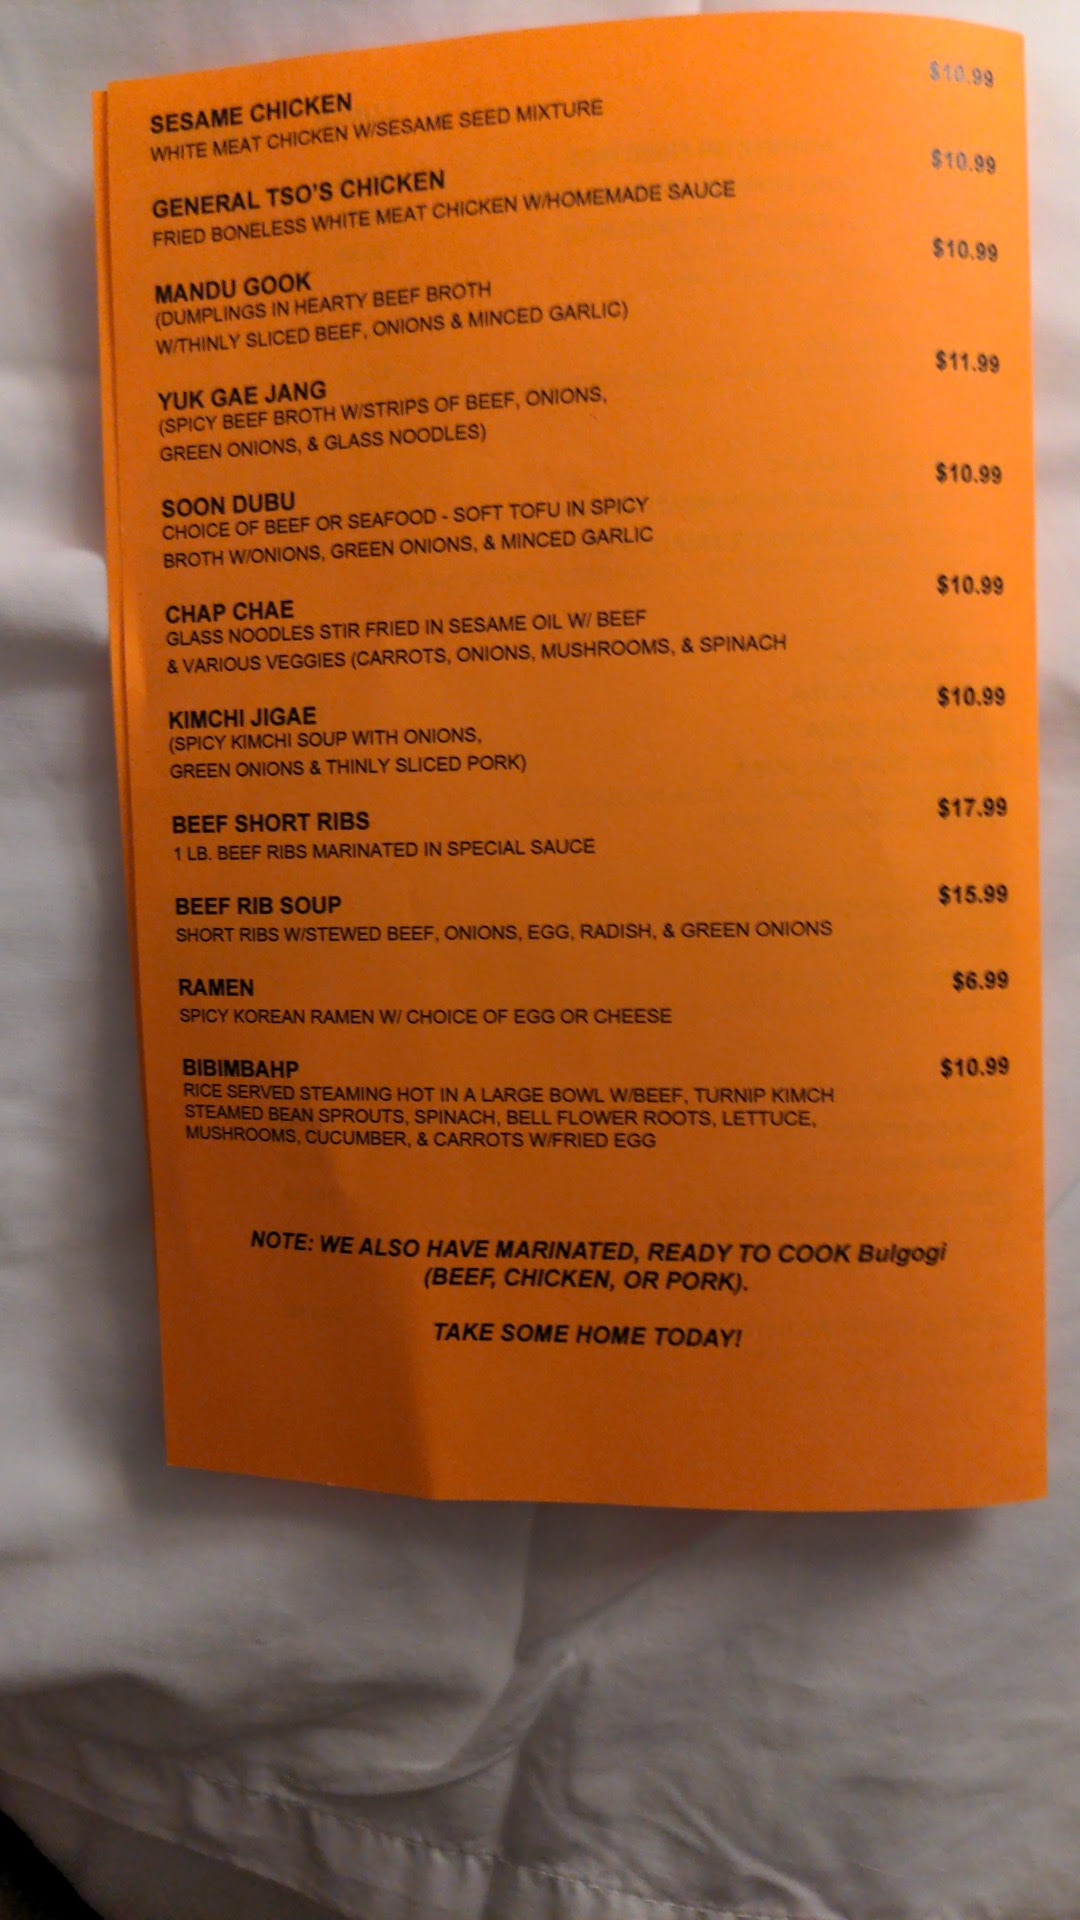 SESAME CHICKEN $10.99
WHITE MEAT CHICKEN W/SESAME SEED MIXTURE
GENERAL TSO'S CHICKEN $10.99
FRIED BONELESS WHITE MEAT CHICKEN W/HOMEMADE SAUCE
MANDU GOOK $10.99
(DUMPLINGS IN HEARTY BEEF BROTH
W/THINLY SLICED BEEF, ONIONS & MINCED GARLIC)
YUK GAE JANG $11.99
(SPICY BEEF BROTH W/STRIPS OF BEEF, ONIONS,
GREEN ONIONS, & GLASS NOODLES)
SOON DUBU $10.99
CHOICE OF BEEF OR SEAFOOD - SOFT TOFU IN SPICY
BROTH W/ONIONS, GREEN ONIONS, & MINCED GARLIC
CHAP CHAE $10.99
GLASS NOODLES STIR FRIED IN SESAME OIL W/ BEEF
& VARIOUS VEGGIES (CARROTS, ONIONS, MUSHROOMS, & SPINACH
KIMCHI JIGAE $10.99
(SPICY KIMCHI SOUP WITH ONIONS,
GREEN ONIONS & THINLY SLICED PORK)
BEEF SHORT RIBS $17.99
1 LB. BEEF RIBS MARINATED IN SPECIAL SAUCE
BEEF RIB SOUP $15.99
SHORT RIBS W/STEWED BEEF, ONIONS, EGG, RADISH, & GREEN ONIONS
RAMEN $6.99
SPICY KOREAN RAMEN W/ CHOICE OF EGG OR CHEESE
BIBIMBAHP $10.99
RICE SERVED STEAMING HOT IN A LARGE BOWL W/BEEF, TURNIP KIMCH
STEAMED BEAN SPROUTS, SPINACH, BELL FLOWER ROOTS, LETTUCE,
MUSHROOMS, CUCUMBER, & CARROTS W/FRIED EGG
NOTE: WE ALSO HAVE MARINATED, READY TO COOK Bulgogi
(BEEF, CHICKEN, OR PORK).
TAKE SOME HOME TODAY!